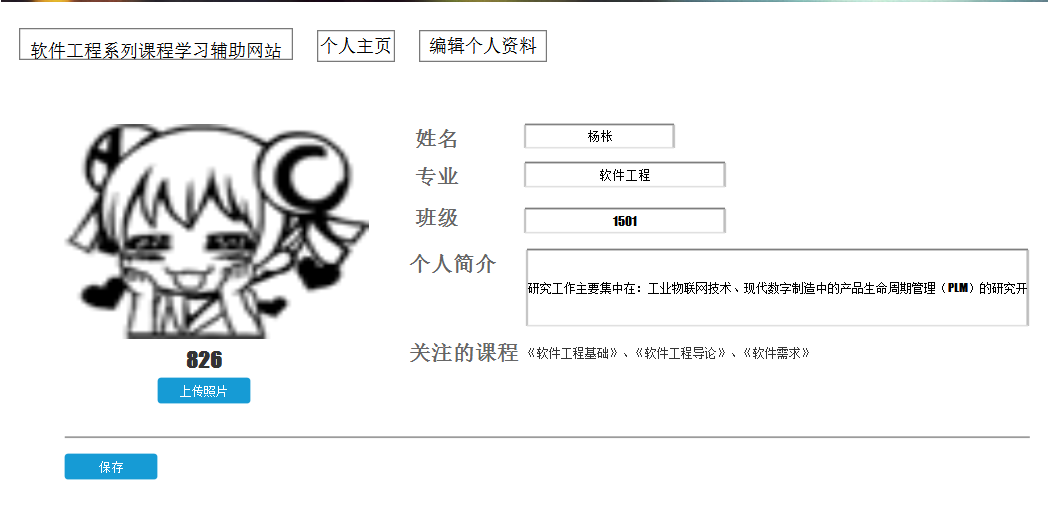 软件工程系列课程学习辅助网站 个人主页 编辑个人资料
姓名 杨枨
专业 软件工程
班级 1501
个人简介 研究工作主要集中在：工业物联网技术、现代数字制造中的产品生命周期管理（PLM）的研究开
关注的课程 《软件工程基础》、《软件工程导论》、《软件需求》
826
上传照片
保存